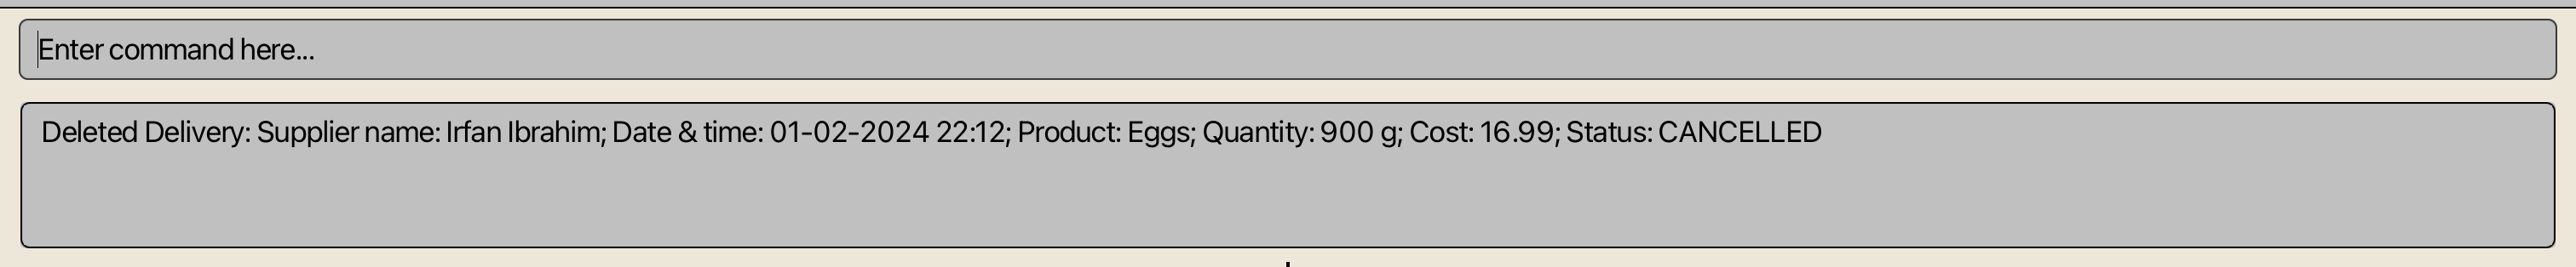 Enter command here...
Deleted Delivery: Supplier name: Irfan Ibrahim; Date & time: 01-02-2024 22:12; Product: Eggs; Quantity: 900 g; Cost: 16.99; Status: CANCELLED